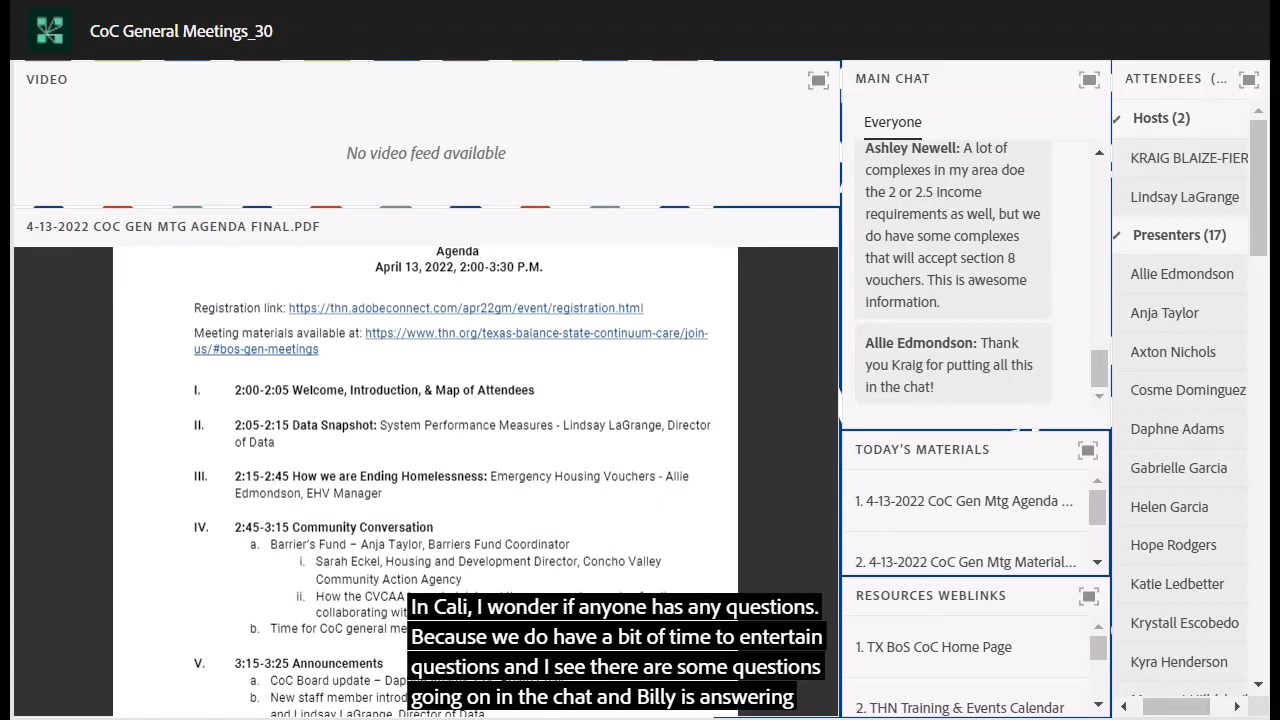 CoC General Meetings_30
VIDEO
No video feed available
4-13-2022 COC GEN MTG AGENDA FINAL.PDF
Agenda
April 13, 2022, 2:00-3:30 P.M.
Registration link: https://thn.adobeconnect.com/apr22gm/event/registration.html
Meeting materials available at: https://www.thn.org/texas-balance-state-continuum-care/join-
us/#bos-gen-meetings
I. 2:00-2:05 Welcome, Introduction, & Map of Attendees
II. 2:05-2:15 Data Snapshot: System Performance Measures - Lindsay LaGrange, Director
of Data
III. 2:15-2:45 How we are Ending Homelessness: Emergency Housing Vouchers - Allie
Edmondson, EHV Manager
IV. 2:45-3:15 Community Conversation
a. Barrier's Fund – Anja Taylor, Barriers Fund Coordinator
i. Sarah Eckel, Housing and Development Director, Concho Valley
Community Action Agency
ii. How the CVCAA
collaborating wit
b. Time for CoC general me
V. 3:15-3:25 Announcements
a. CoC Board update – Dap
b. New staff member introd
and Lindsay LaGrange, Director of Data
In Cali, I wonder if anyone has any questions.
Because we do have a bit of time to entertain
questions and I see there are some questions
going on in the chat and Billy is answering
MAIN CHAT
Everyone
Ashley Newell: A lot of
complexes in my area doe
the 2 or 2.5 income
requirements as well, but we
do have some complexes
that will accept section 8
vouchers. This is awesome
information.
Allie Edmondson: Thank
you Kraig for putting all this
in the chat!
TODAY'S MATERIALS
1. 4-13-2022 CoC Gen Mtg Agenda ...
2. 4-13-2022 CoC Gen Mtg Material...
RESOURCES WEBLINKS
1. TX BoS CoC Home Page
2. THN Training & Events Calendar
ATTENDEES (...
Hosts (2)
KRAIG BLAIZE-FIER
Lindsay LaGrange
Presenters (17)
Allie Edmondson
Anja Taylor
Axton Nichols
Cosme Dominguez
Daphne Adams
Gabrielle Garcia
Helen Garcia
Hope Rodgers
Katie Ledbetter
Krystall Escobedo
Kyra Henderson